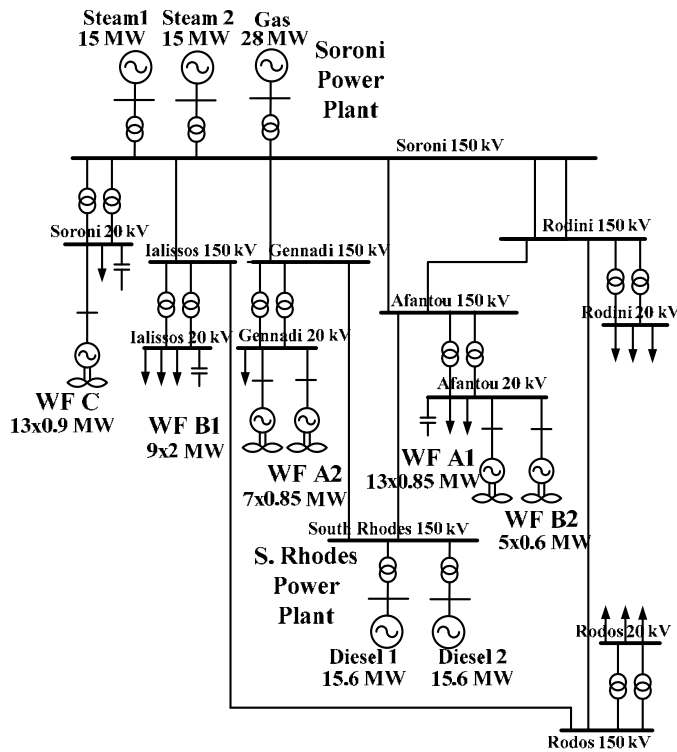 Steam1
15 MW
Steam 2
15 MW
Gas
28 MW
Soroni
Power
Plant
Soroni 150 kV
Soroni 20 kV
Ialissos 150 kV
Gennadi 150 kV
Rodini 150 kV
Afantou 150 kV
Rodini 20 kV
Ialissos 20 kV
Gennadi 20 kV
Afantou 20 kV
WF C
13x0.9 MW
WF B1
9x2 MW
WF A2
7x0.85 MW
WF A1
13x0.85 MW
WF B2
5x0.6 MW
South Rhodes 150 kV
S. Rhodes
Power
Plant
Diesel 1
15.6 MW
Diesel 2
15.6 MW
Rodos 20 kV
Rodos 150 kV